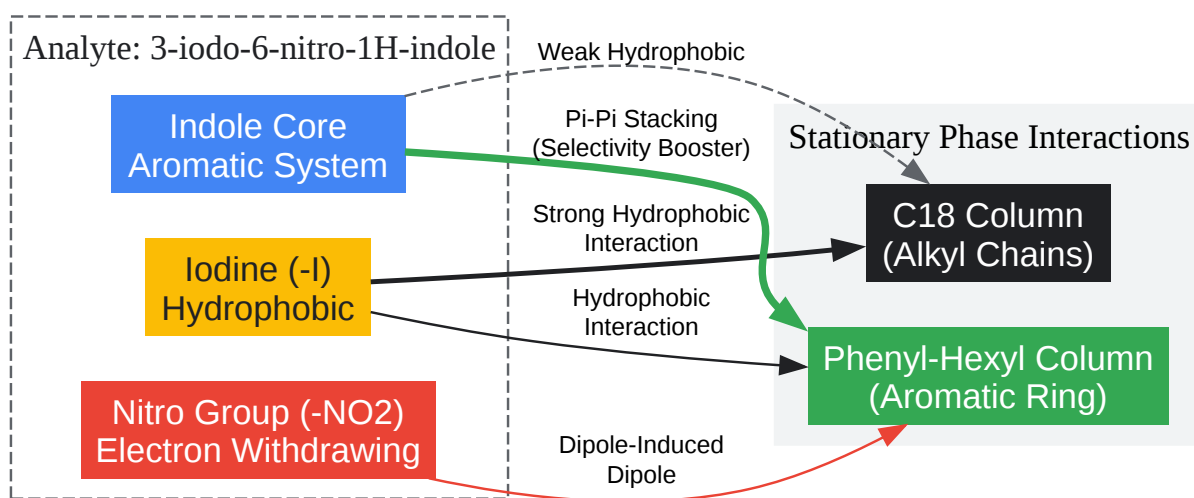 Analyte: 3-iodo-6-nitro-1H-indole
Indole Core
Aromatic System
Iodine (-I)
Hydrophobic
Nitro Group (-NO2)
Electron Withdrawing
Weak Hydrophobic
Pi-Pi Stacking
(Selectivity Booster)
Strong Hydrophobic
Interaction
Hydrophobic
Interaction
Dipole-Induced
Dipole
Stationary Phase Interactions
C18 Column
(Alkyl Chains)
Phenyl-Hexyl Column
(Aromatic Ring)